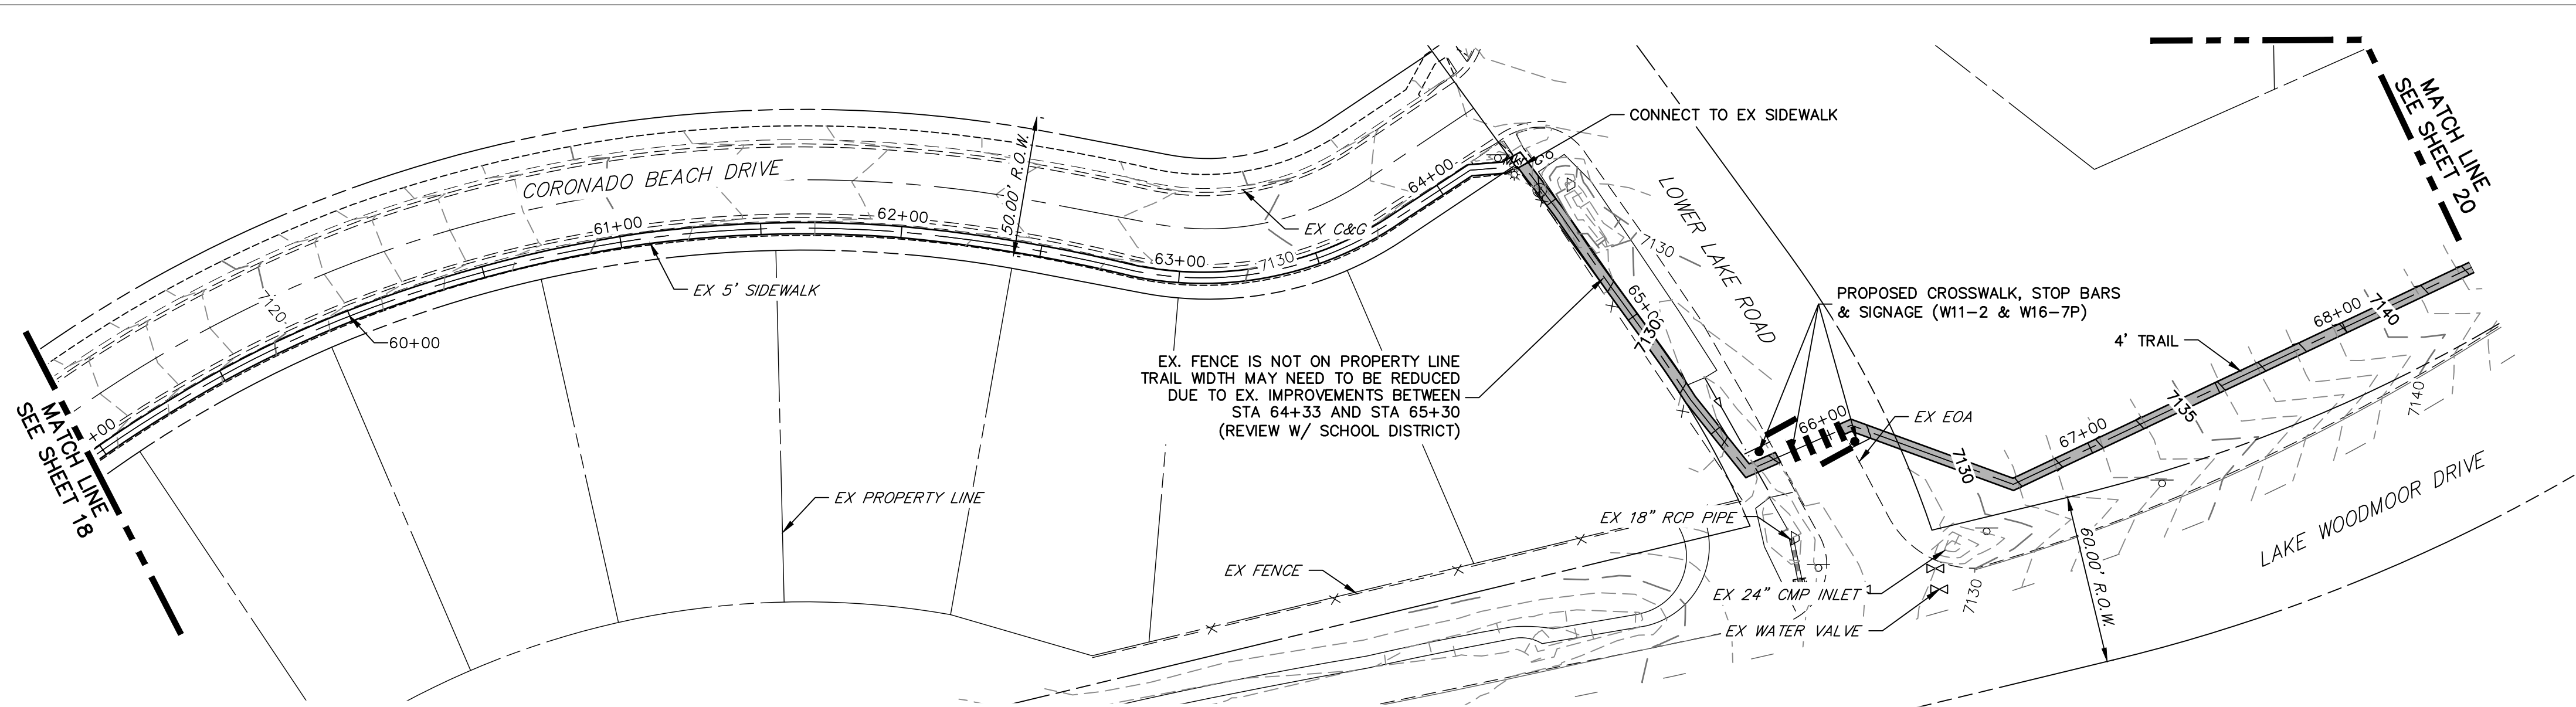 MATCH LINE
SEE SHEET 18
+00
7120
CORONADO BEACH DRIVE
60+00
61+00
EX 5' SIDEWALK
62+00
50.00' R.O.W.
63+00
7130
EX C&G
64+00
CONNECT TO EX SIDEWALK
LOWER LAKE ROAD
7130
65+
7130
EX. FENCE IS NOT ON PROPERTY LINE
TRAIL WIDTH MAY NEED TO BE REDUCED
DUE TO EX. IMPROVEMENTS BETWEEN
STA 64+33 AND STA 65+30
(REVIEW W/ SCHOOL DISTRICT)
PROPOSED CROSSWALK, STOP BARS
& SIGNAGE (W11-2 & W16-7P)
66+00
EX EOA
7130
67+00
7135
4' TRAIL
68+00
7140
7140
MATCH LINE
SEE SHEET 20
EX PROPERTY LINE
EX FENCE
EX 18" RCP PIPE
EX 24" CMP INLET
EX WATER VALVE
7130
60.00' R.O.W.
LAKE WOODMOOR DRIVE